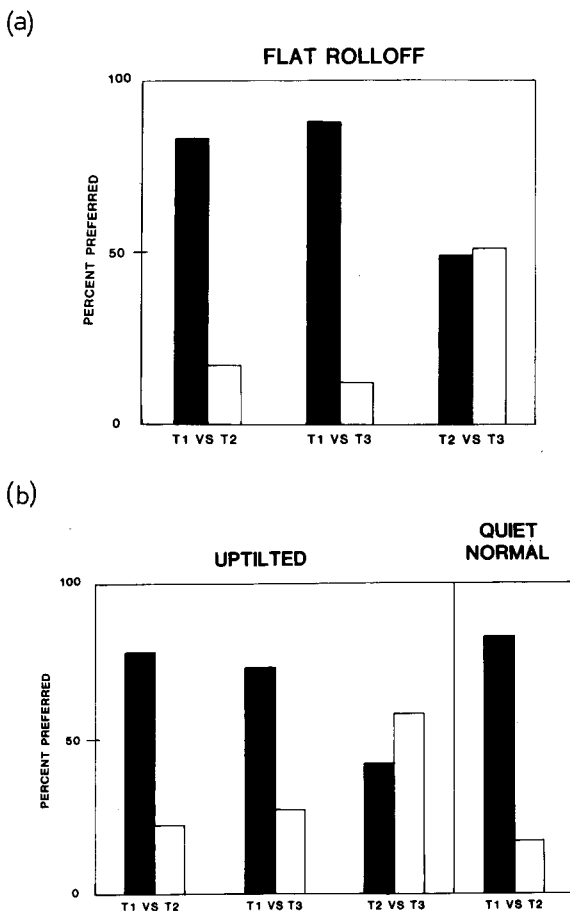 (a)
FLAT ROLLOFF
100
50
0
PERCENT PREFERRED
T1 VS T2
T1 VS T3
T2 VS T3
(b)
UPTILTED
QUIET
NORMAL
100
50
0
PERCENT PREFERRED
T1 VS T2
T1 VS T3
T2 VS T3
T1 VS T2